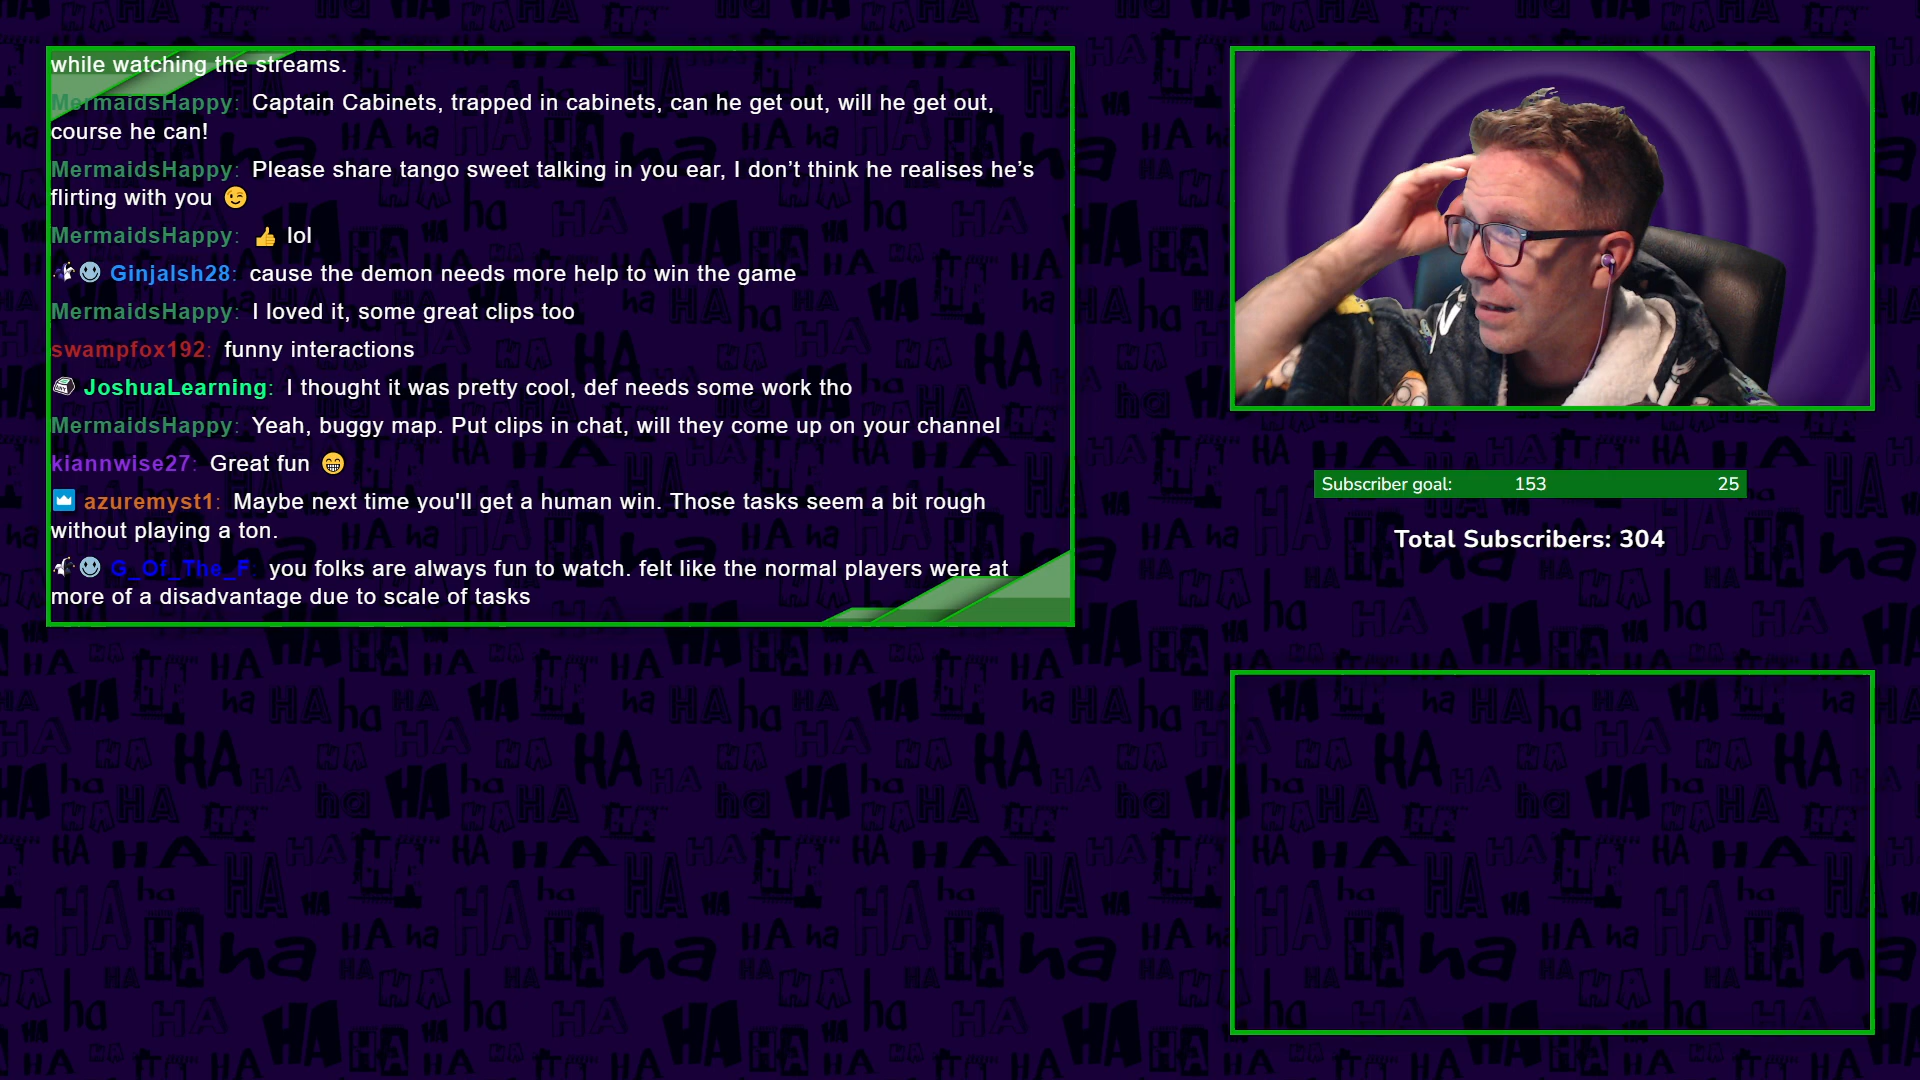 while watching the streams.
MermaidsHappy: Captain Cabinets, trapped in cabinets, can he get out, will he get out,
course he can!
MermaidsHappy: Please share tango sweet talking in you ear, I don’t think he realises he’s
flirting with you 😉
MermaidsHappy: 👍 lol
Ginjalsh28: cause the demon needs more help to win the game
MermaidsHappy: I loved it, some great clips too
swampfox192: funny interactions
JoshuaLearning: I thought it was pretty cool, def needs some work tho
MermaidsHappy: Yeah, buggy map. Put clips in chat, will they come up on your channel
kiannwise27: Great fun 😁
azuremyst1: Maybe next time you'll get a human win. Those tasks seem a bit rough
without playing a ton.
G_Of_The_F: you folks are always fun to watch. felt like the normal players were at
more of a disadvantage due to scale of tasks
Subscriber goal: 153 25
Total Subscribers: 304